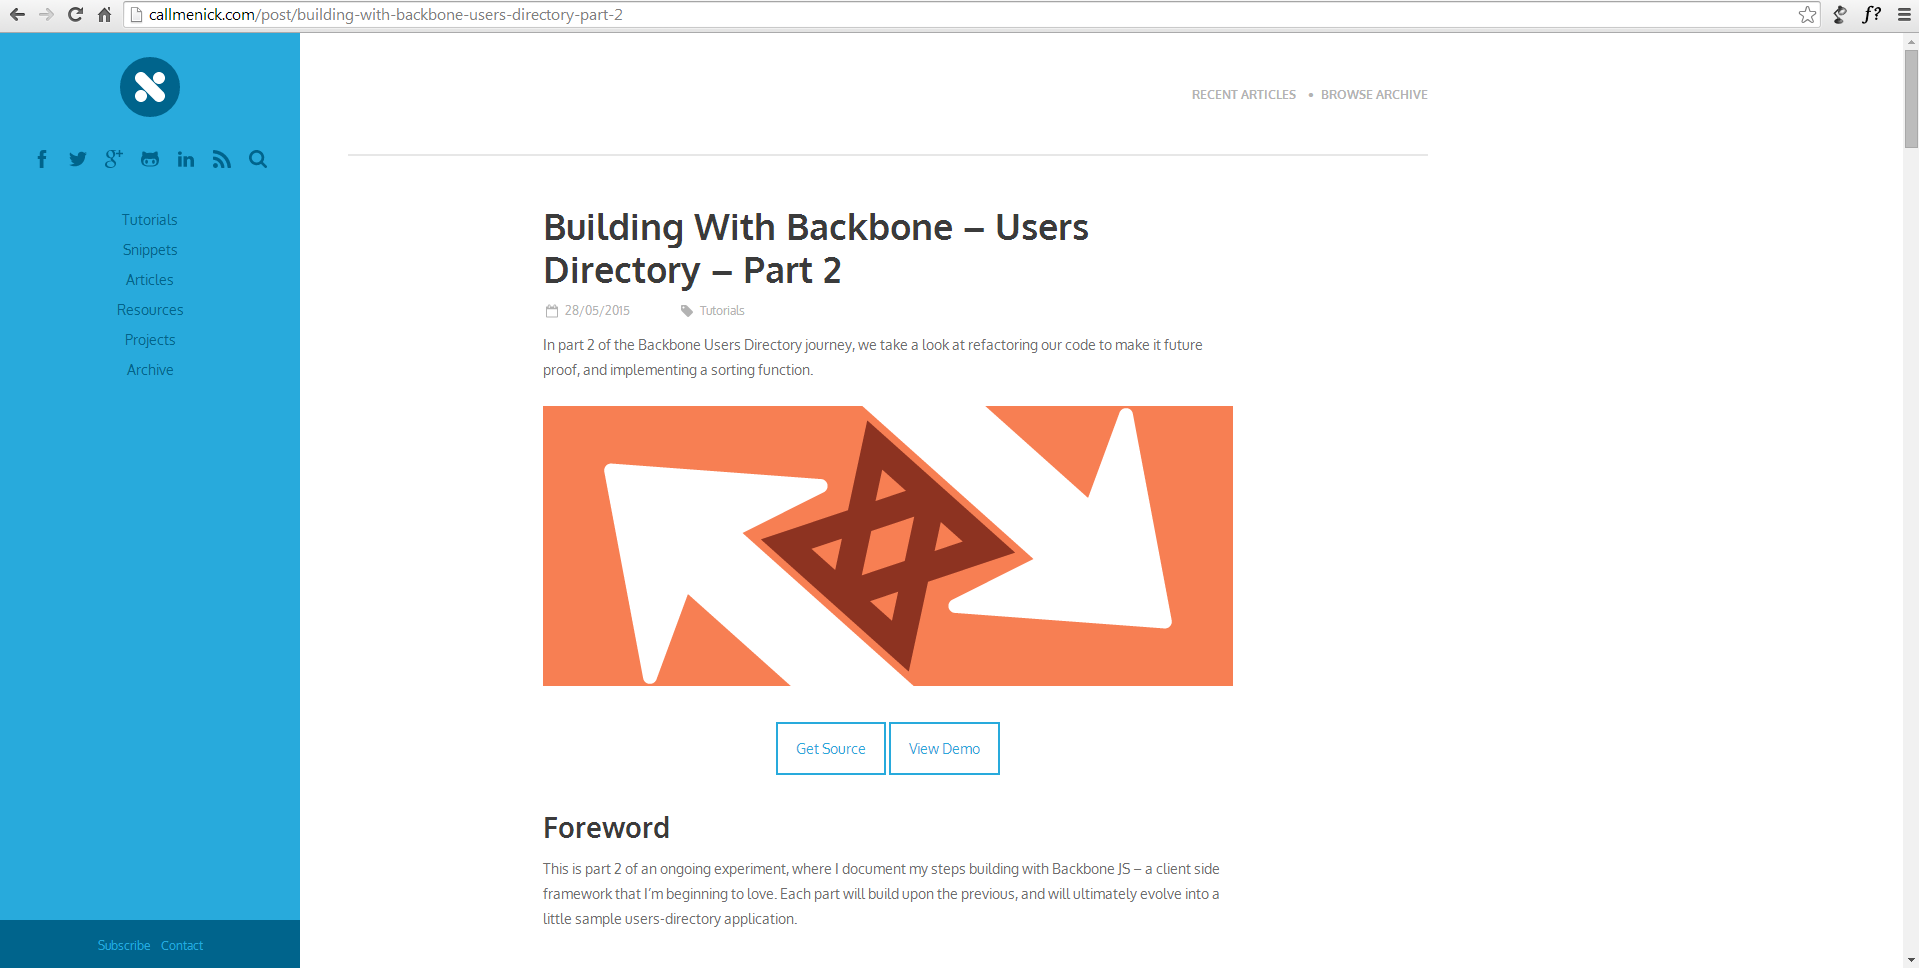 callmenick.com/post/building-with-backbone-users-directory-part-2
f?
g+
in
Tutorials
Snippets
Articles
Resources
Projects
Archive
Subscribe Contact
RECENT ARTICLES • BROWSE ARCHIVE
Building With Backbone – Users
Directory – Part 2
28/05/2015 Tutorials
In part 2 of the Backbone Users Directory journey, we take a look at refactoring our code to make it future
proof, and implementing a sorting function.
Get Source View Demo
Foreword
This is part 2 of an ongoing experiment, where I document my steps building with Backbone JS – a client side
framework that I'm beginning to love. Each part will build upon the previous, and will ultimately evolve into a
little sample users-directory application.